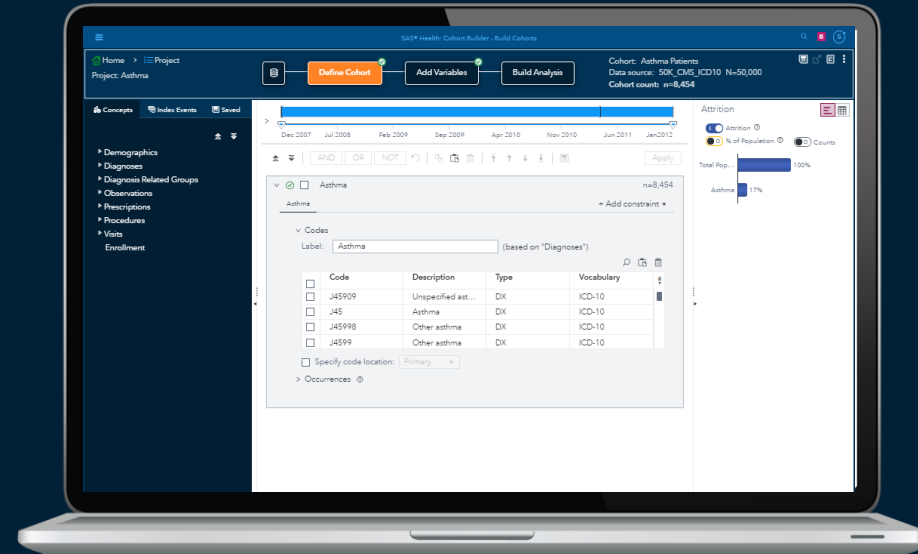 SAS® Health: Cohort Builder - Build Cohorts
8
Home > Project
Project: Asthma
Define Cohort
Add Variables
Build Analysis
Cohort: Asthma Patients
Data source: 50K_CMS_ICD10 N=50,000
Cohort count: n=8,454
Concepts
Index Events
Saved
Demographics
Diagnoses
Diagnosis Related Groups
Observations
Prescriptions
Procedures
Visits
Enrollment
Dec 2007 Jul 2008 Feb 2009 Sep 2009 Apr 2010 Nov 2010 Jun 2011 Jan2012
AND OR NOT Apply
Asthma n=8,454
Asthma + Add constraint
Codes
Label: Asthma (based on "Diagnoses")
Code Description Type Vocabulary
J45909 Unspecified ast... DX ICD-10
J45 Asthma DX ICD-10
J45998 Other asthma DX ICD-10
J4599 Other asthma DX ICD-10
Specify code location: Primary
Occurrences
Attrition
Attrition
% of Population Counts
Total Pop... 100%
Asthma 17%